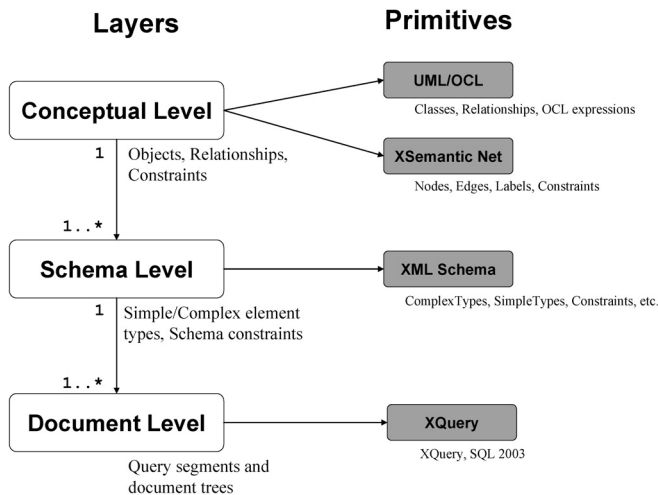 Layers
Primitives
Conceptual Level
UML/OCL
Classes, Relationships, OCL expressions
XSemantic Net
Nodes, Edges, Labels, Constraints
1
Objects, Relationships,
Constraints
1..*
Schema Level
XML Schema
ComplexTypes, SimpleTypes, Constraints, etc.
1
Simple/Complex element
types, Schema constraints
1..*
Document Level
XQuery
XQuery, SQL 2003
Query segments and
document trees